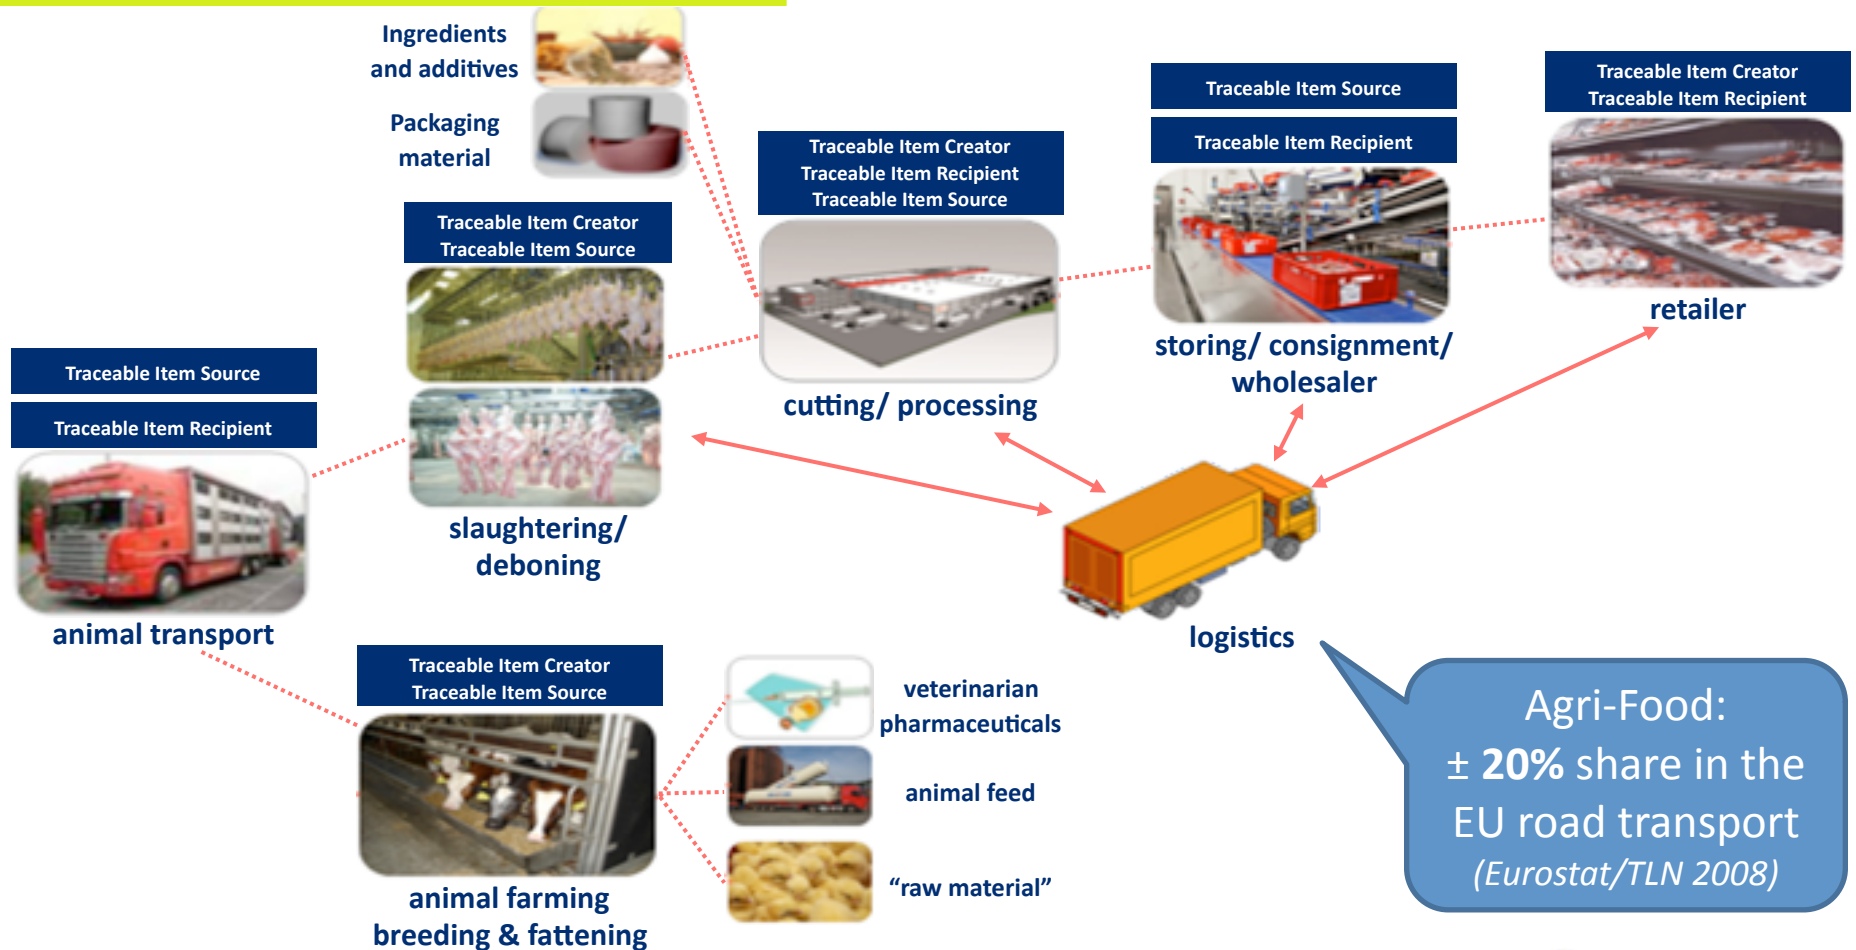 Ingredients
and additives
Packaging
material
Traceable Item Creator
Traceable Item Source
Traceable Item Creator
Traceable Item Recipient
Traceable Item Source
Traceable Item Source
Traceable Item Recipient
Traceable Item Creator
Traceable Item Recipient
retailer
storing/ consignment/
wholesaler
cutting/ processing
Traceable Item Source
Traceable Item Recipient
slaughtering/
deboning
animal transport
logistics
Traceable Item Creator
Traceable Item Source
veterinarian
pharmaceuticals
animal feed
“raw material”
animal farming
breeding & fattening
Agri-Food:
± 20% share in the
EU road transport
(Eurostat/TLN 2008)